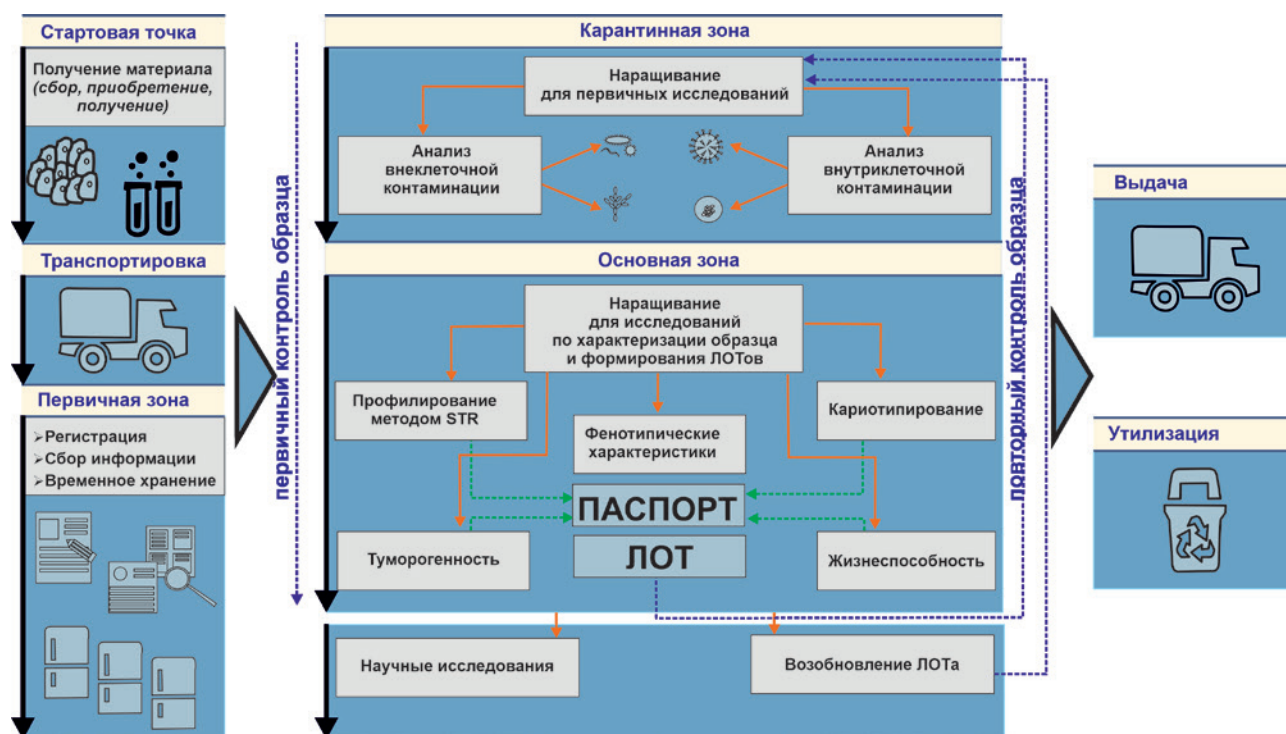 Стартовая точка
Получение материала
(сбор, приобретение,
получение)
Транспортировка
Первичная зона
➢Регистрация
➢Сбор информации
➢Временное хранение
первичный контроль образца
Карантинная зона
Наращивание
для первичных исследований
Анализ
внеклеточной
контаминации
Анализ
внутриклеточной
контаминации
Основная зона
Наращивание
для исследований
по характеризации образца
и формирования ЛОТов
Профилирование
методом STR
Фенотипические
характеристики
Кариотипирование
ПАСПОРТ
ЛОТ
Туморогенность
Жизнеспособность
Научные исследования
Возобновление ЛОТа
повторный контроль образца
Выдача
Утилизация